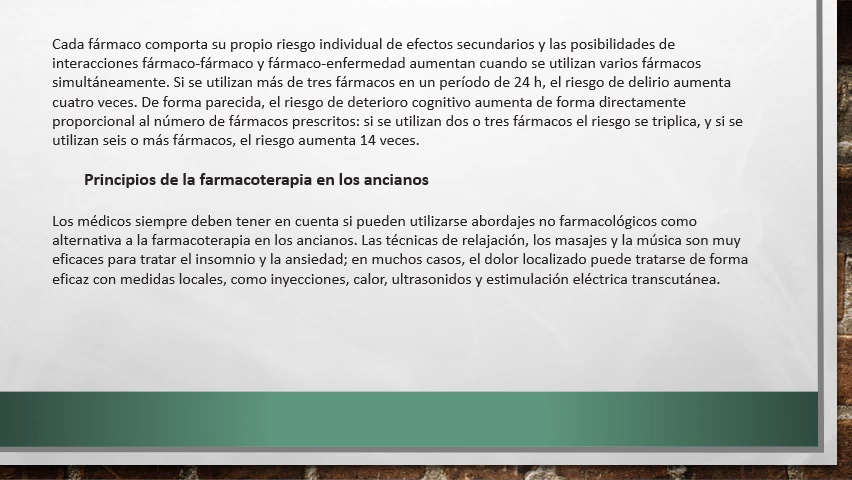 Cada fármaco comporta su propio riesgo individual de efectos secundarios y las posibilidades de
interacciones fármaco-fármaco y fármaco-enfermedad aumentan cuando se utilizan varios fármacos
simultáneamente. Si se utilizan más de tres fármacos en un período de 24 h, el riesgo de delirio aumenta
cuatro veces. De forma parecida, el riesgo de deterioro cognitivo aumenta de forma directamente
proporcional al número de fármacos prescritos: si se utilizan dos o tres fármacos el riesgo se triplica, y si se
utilizan seis o más fármacos, el riesgo aumenta 14 veces.
Principios de la farmacoterapia en los ancianos
Los médicos siempre deben tener en cuenta si pueden utilizarse abordajes no farmacológicos como
alternativa a la farmacoterapia en los ancianos. Las técnicas de relajación, los masajes y la música son muy
eficaces para tratar el insomnio y la ansiedad; en muchos casos, el dolor localizado puede tratarse de forma
eficaz con medidas locales, como inyecciones, calor, ultrasonidos y estimulación eléctrica transcutánea.